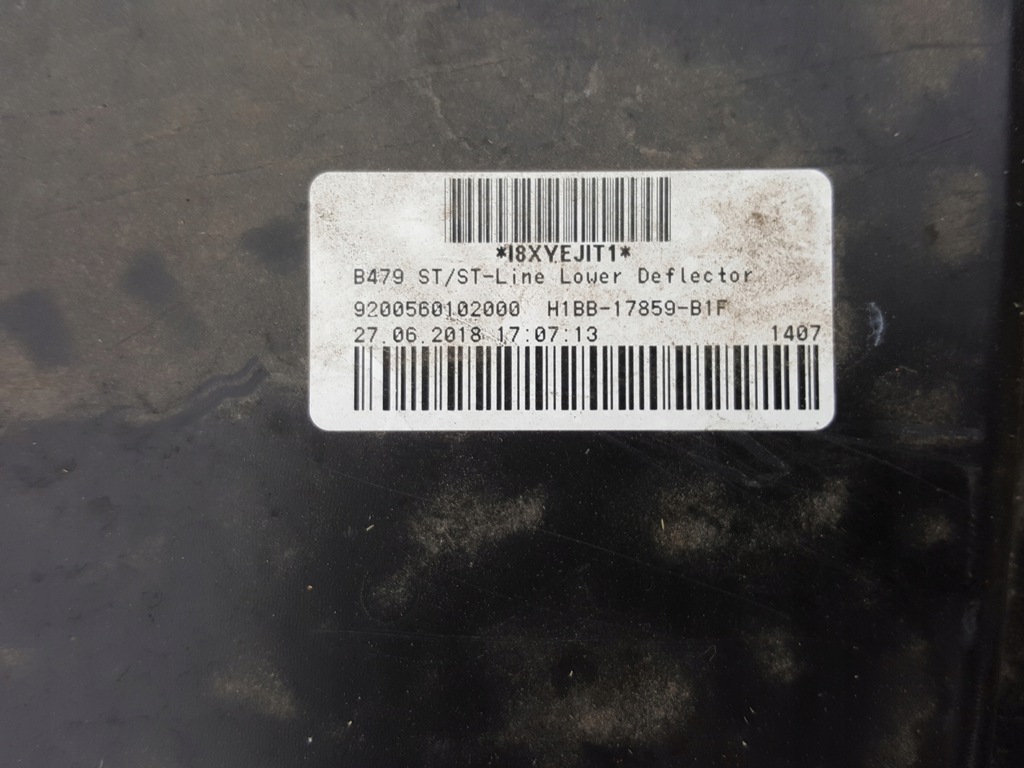 *I8XYEJIT1*
B479 ST/ST-Line Lower Deflector
9200560102000 H1BB-17859-B1F
27.06.2018 17:07:13 1407